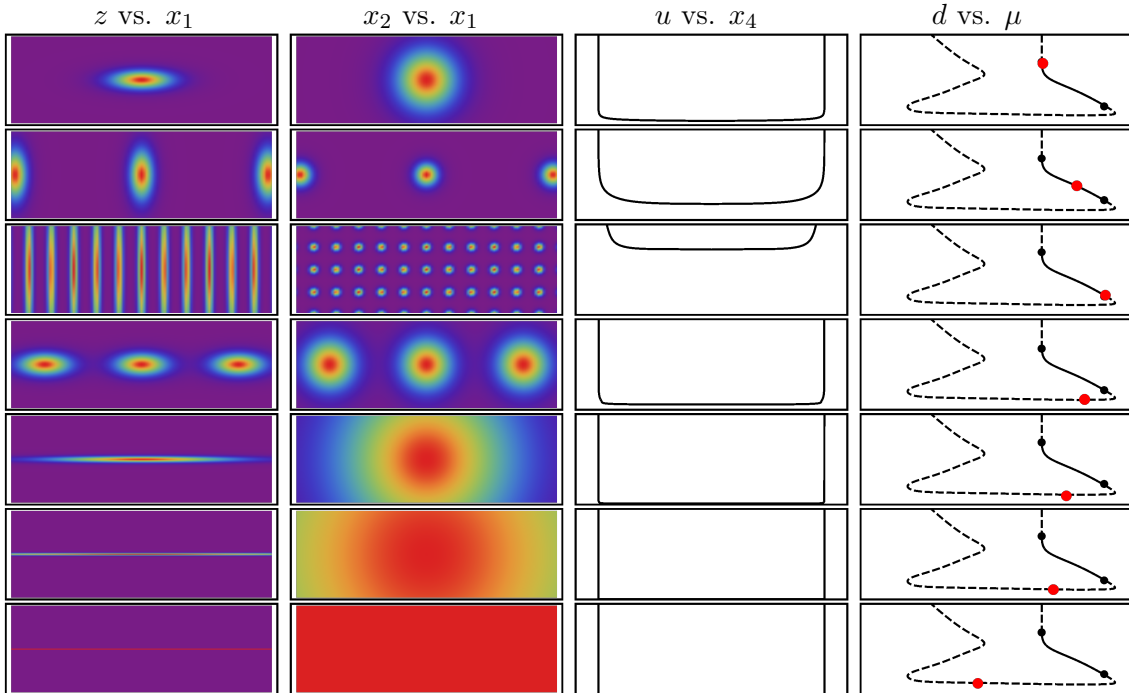 z vs. x₁ x₂ vs. x₁ u vs. x₄ d vs. μ